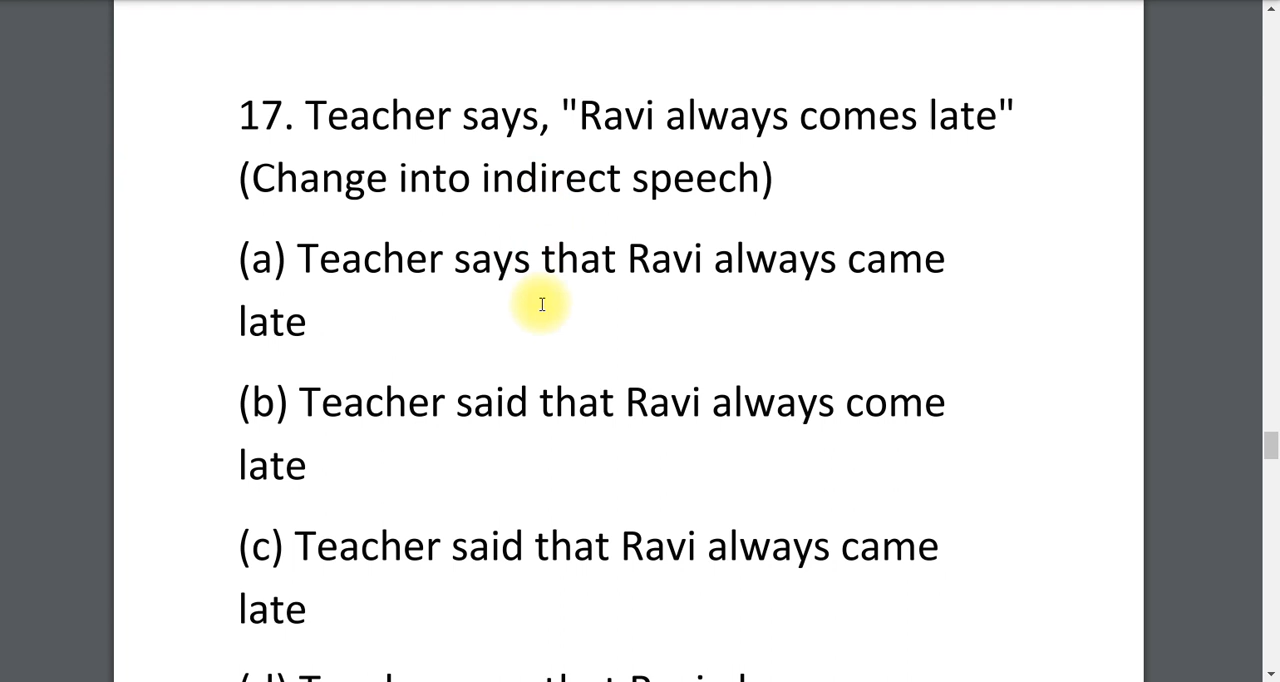 17. Teacher says, "Ravi always comes late"
(Change into indirect speech)
(a) Teacher says that Ravi always came
late
(b) Teacher said that Ravi always come
late
(c) Teacher said that Ravi always came
late